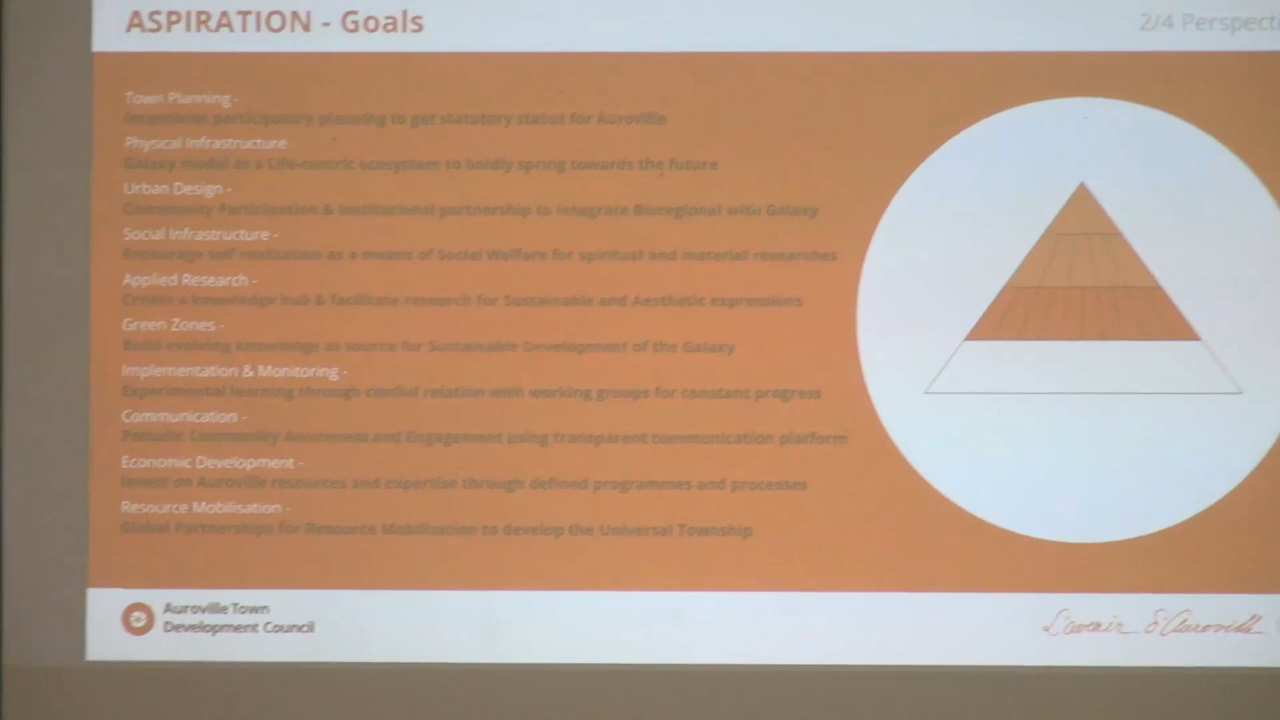 ASPIRATION - Goals
2/4 Perspecti
Town Planning -
participatory planning to get statutory status for Auroville
Physical Infrastructure
Galaxy model as a Life-centric ecosystem to boldly spring towards the future
Urban Design -
Community Participation & Institutional partnership to integrate Bioregional with Galaxy
Social Infrastructure -
Encourage self realisation as a means of Social Welfare for spiritual and material researches
Applied Research -
Create a knowledge hub & facilitate research for Sustainable and Aesthetic expressions
Green Zones -
Build evolving knowledge as source for Sustainable Development of the Galaxy
Implementation & Monitoring -
Experimental learning through cordial relation with working groups for constant progress
Communication -
Periodic Community Awareness and Engagement using transparent communication platform
Economic Development -
Invest on Auroville resources and expertise through defined programmes and processes
Resource Mobilisation -
Global Partnerships for Resource Mobilization to develop the Universal Township
Auroville Town
Development Council
L'avenir d'Auroville